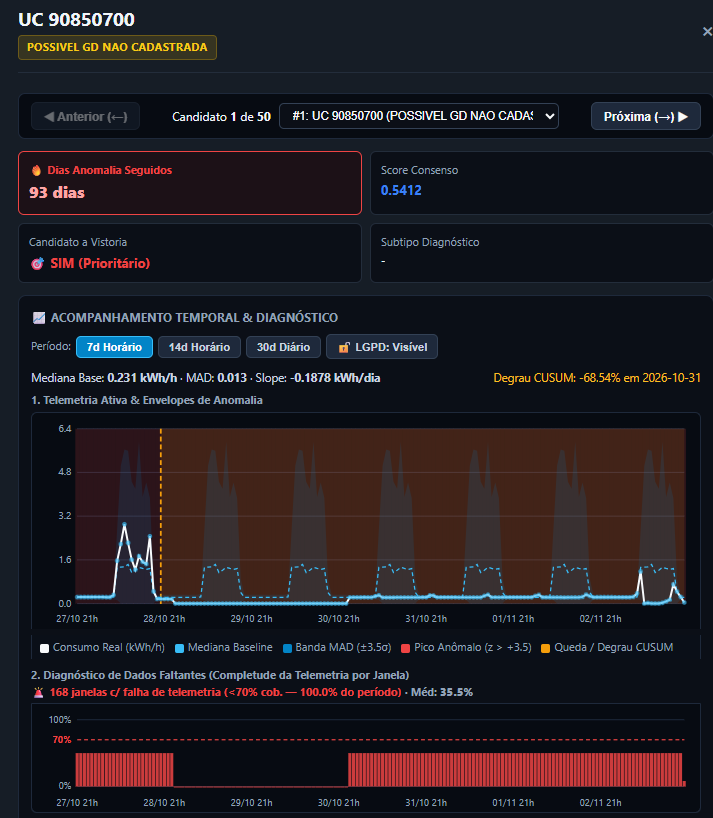 UC 90850700
×
POSSIVEL GD NAO CADASTRADA
◀ Anterior (←)
Candidato 1 de 50
#1: UC 90850700 (POSSIVEL GD NAO CADAS
Próxima (→) ▶
🔥 Dias Anomalia Seguidos
93 dias
Score Consenso
0.5412
Candidato a Vistoria
🎯 SIM (Prioritário)
Subtipo Diagnóstico
-
📈 ACOMPANHAMENTO TEMPORAL & DIAGNÓSTICO
Período: 7d Horário 14d Horário 30d Diário 🔓 LGPD: Visível
Mediana Base: 0.231 kWh/h · MAD: 0.013 · Slope: -0.1878 kWh/dia
Degrau CUSUM: -68.54% em 2026-10-31
1. Telemetria Ativa & Envelopes de Anomalia
6.4
4.8
3.2
1.6
0.0
27/10 21h 28/10 21h 29/10 21h 30/10 21h 31/10 21h 01/11 21h 02/11 21h
Consumo Real (kWh/h) Mediana Baseline Banda MAD (±3.5σ) Pico Anômalo (z > +3.5) Queda / Degrau CUSUM
2. Diagnóstico de Dados Faltantes (Completude da Telemetria por Janela)
🚨 168 janelas c/ falha de telemetria (<70% cob. — 100.0% do período) · Méd: 35.5%
100%
70%
0%
27/10 21h 28/10 21h 29/10 21h 30/10 21h 31/10 21h 01/11 21h 02/11 21h